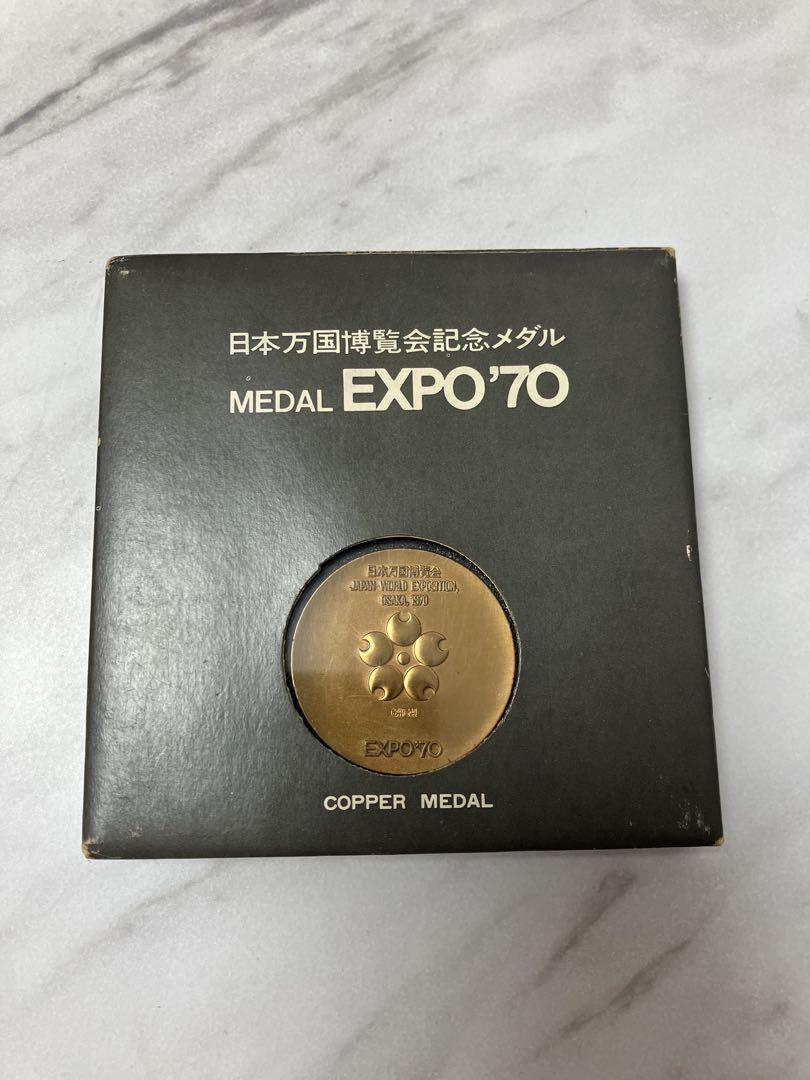 日本万国博覧会記念メダル
MEDAL EXPO'70
日本万国博覧会
JAPAN WORLD EXPOSITION,
OSAKA, 1970
EXPO'70
COPPER MEDAL